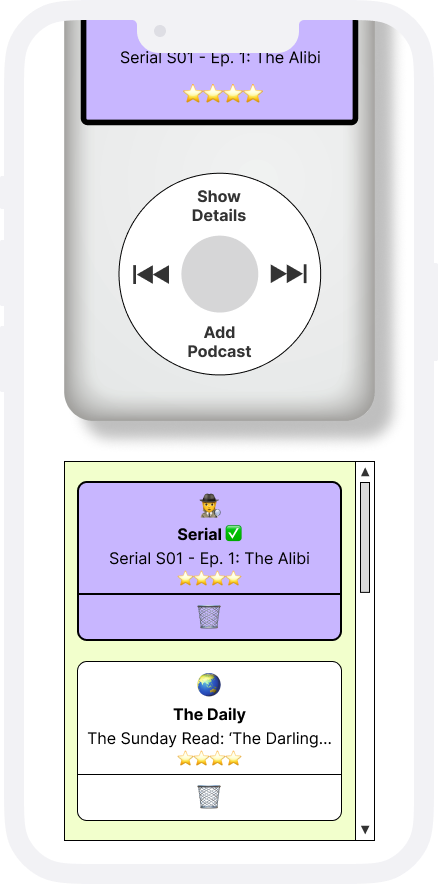 Serial S01 - Ep. 1: The Alibi
Show
Details
Add
Podcast
Serial
Serial S01 - Ep. 1: The Alibi
The Daily
The Sunday Read: ‘The Darling...